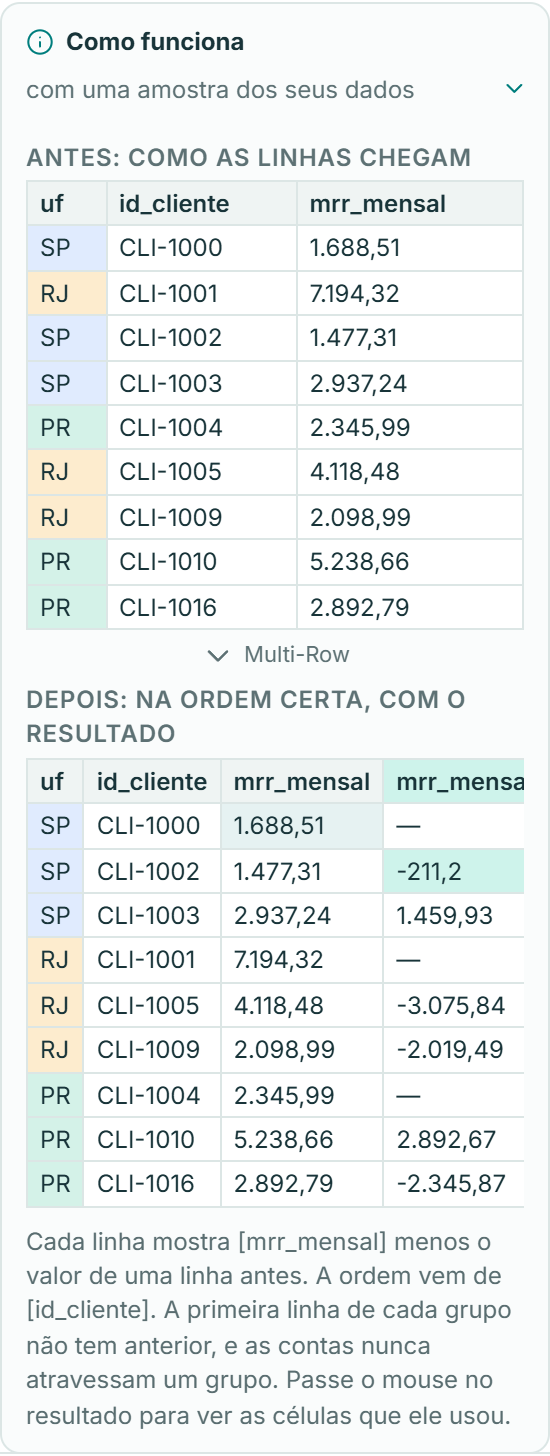 Como funciona
com uma amostra dos seus dados
ANTES: COMO AS LINHAS CHEGAM
uf id_cliente mrr_mensal
SP CLI-1000 1.688,51
RJ CLI-1001 7.194,32
SP CLI-1002 1.477,31
SP CLI-1003 2.937,24
PR CLI-1004 2.345,99
RJ CLI-1005 4.118,48
RJ CLI-1009 2.098,99
PR CLI-1010 5.238,66
PR CLI-1016 2.892,79
Multi-Row
DEPOIS: NA ORDEM CERTA, COM O
RESULTADO
uf id_cliente mrr_mensal mrr_mensa
SP CLI-1000 1.688,51 —
SP CLI-1002 1.477,31 -211,2
SP CLI-1003 2.937,24 1.459,93
RJ CLI-1001 7.194,32 —
RJ CLI-1005 4.118,48 -3.075,84
RJ CLI-1009 2.098,99 -2.019,49
PR CLI-1004 2.345,99 —
PR CLI-1010 5.238,66 2.892,67
PR CLI-1016 2.892,79 -2.345,87
Cada linha mostra [mrr_mensal] menos o
valor de uma linha antes. A ordem vem de
[id_cliente]. A primeira linha de cada grupo
não tem anterior, e as contas nunca
atravessam um grupo. Passe o mouse no
resultado para ver as células que ele usou.